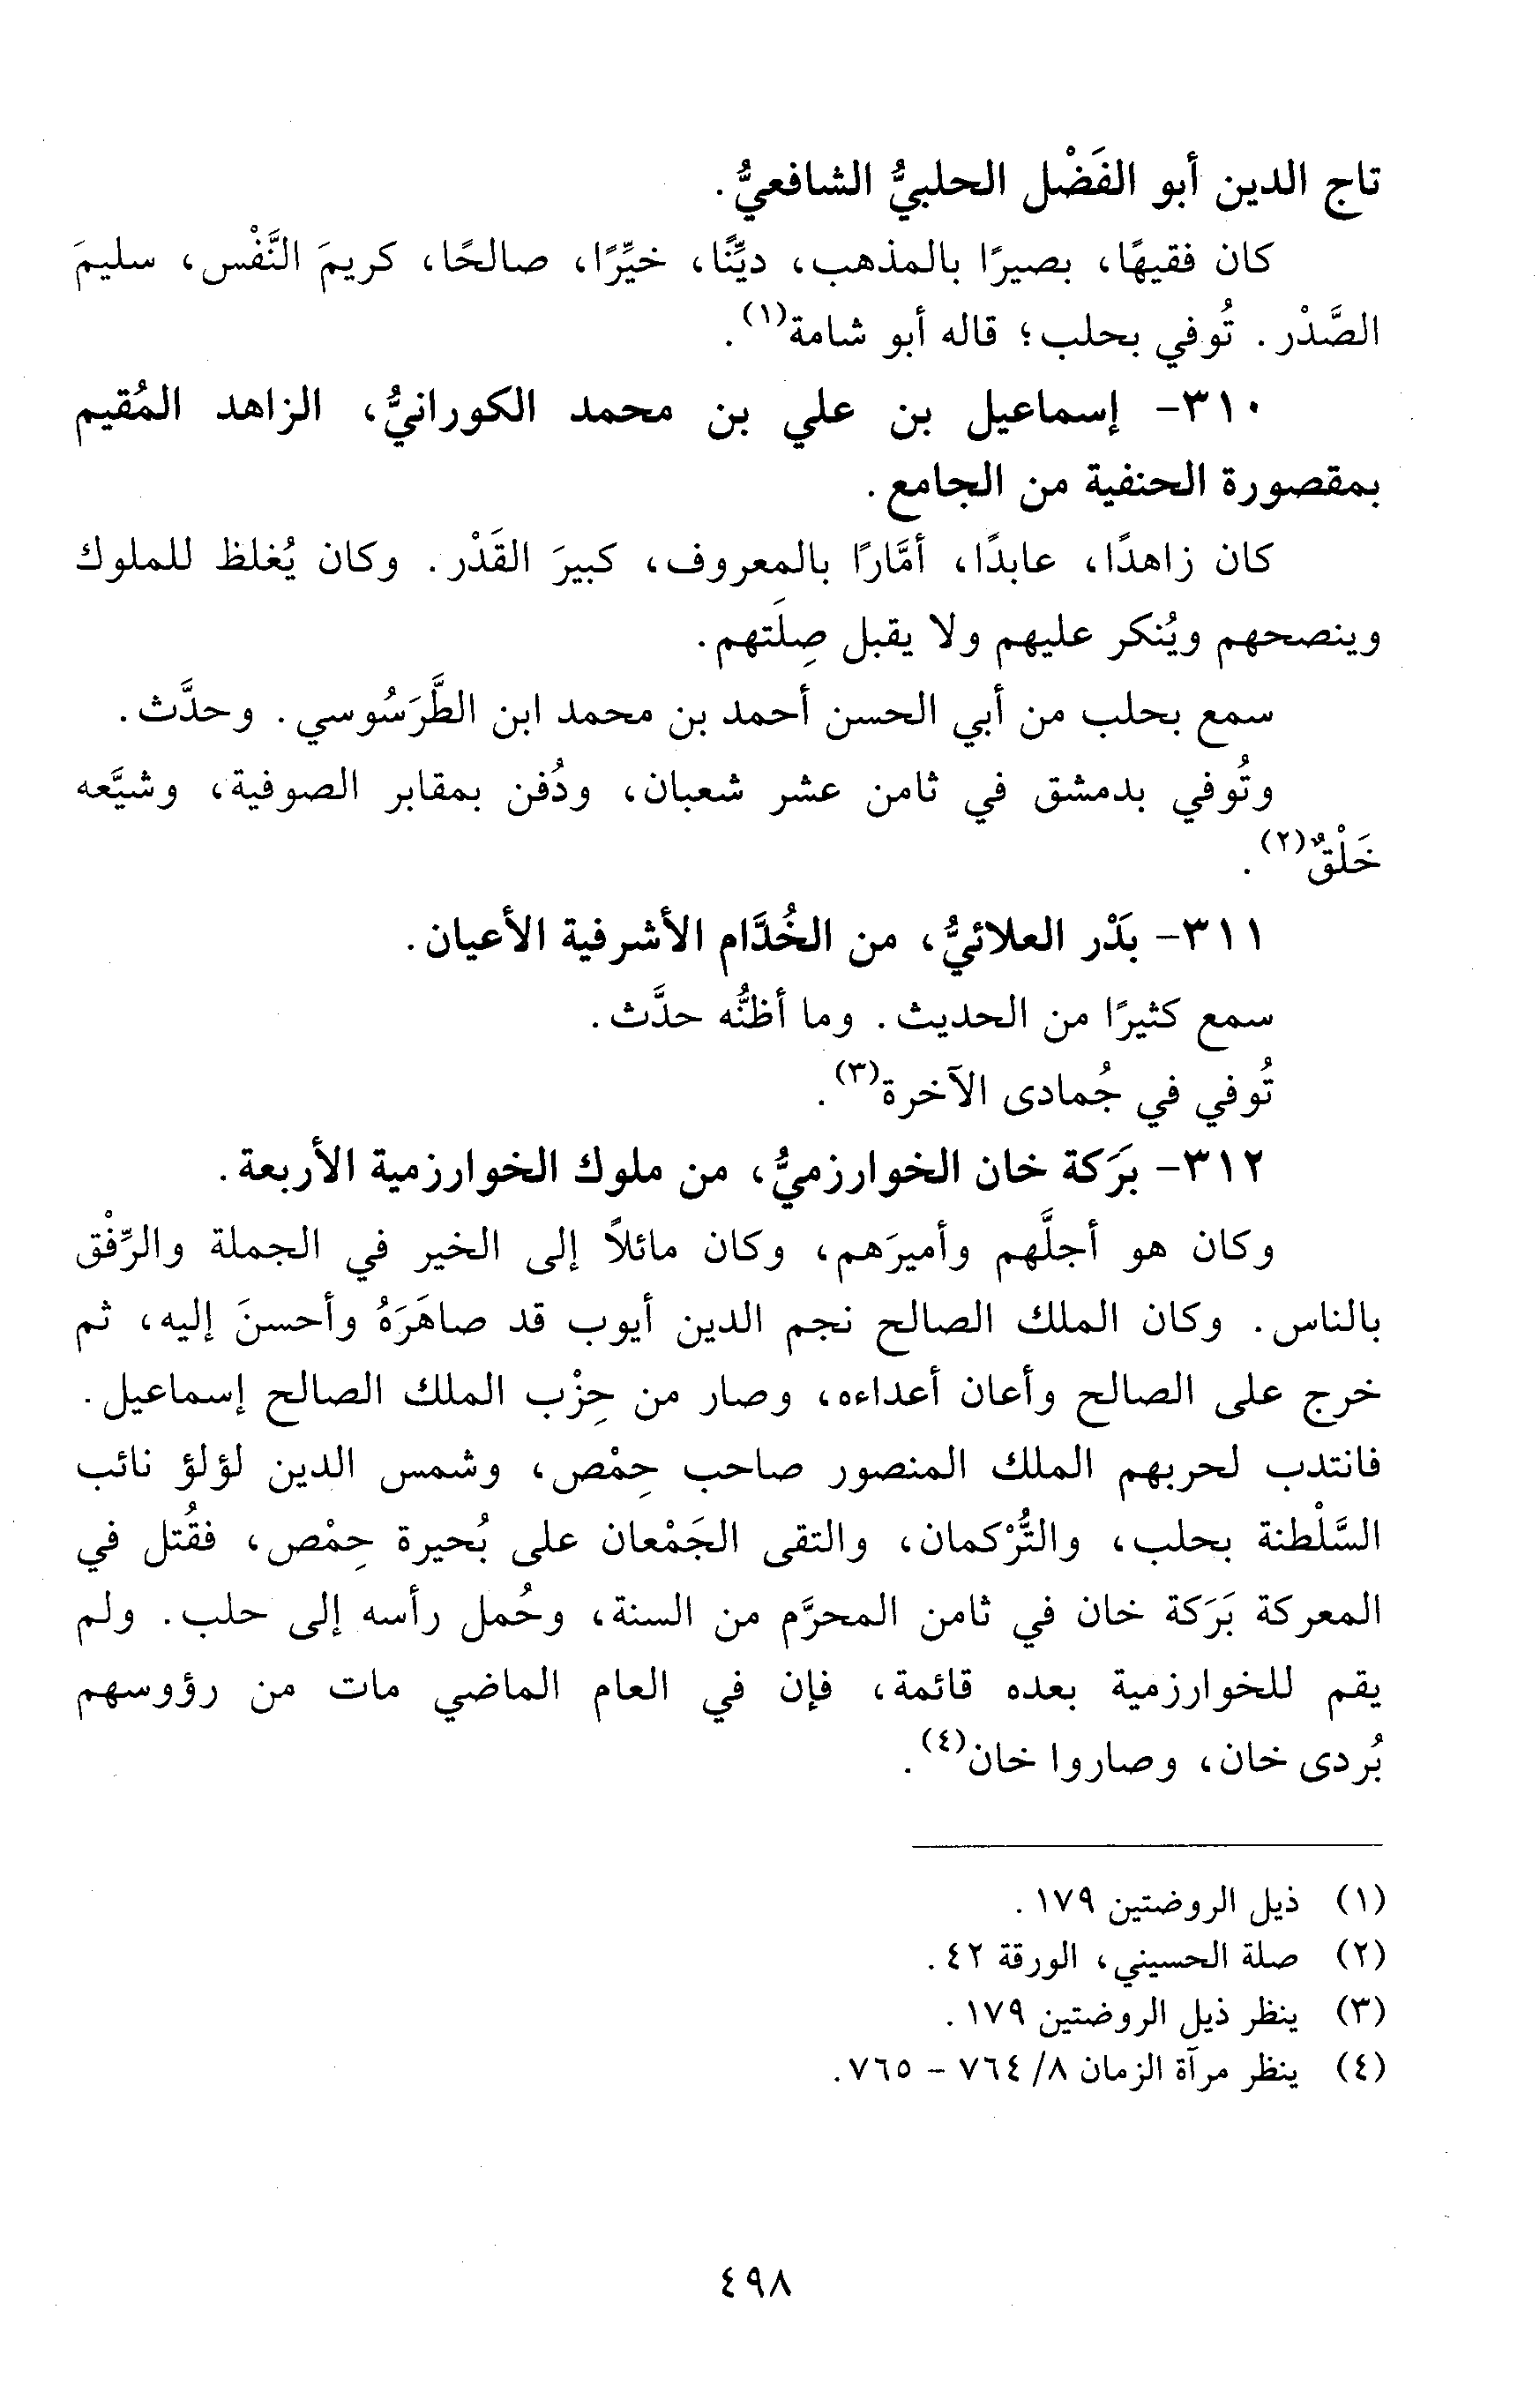 تاج الدين أبو الفَضْل الحلبيُّ الشافعيُّ.
كان فقيهًا، بصيرًا بالمذهب، ديِّنًا، خيِّرًا، صالحًا، كريمَ النَّفْس، سليمَ
الصَّدْر. تُوفي بحلب؛ قاله أبو شامة(١).
٣١٠- إسماعيل بن علي بن محمد الكورانيُّ، الزاهد المُقيم
بمقصورة الحنفية من الجامع.
كان زاهدًا، عابدًا، أمَّارًا بالمعروف، كبيرَ القَدْر. وكان يُغلظ للملوك
وينصحهم ويُنكر عليهم ولا يقبل صِلَتهم.
سمع بحلب من أبي الحسن أحمد بن محمد ابن الطَّرَسُوسي. وحدَّث.
وتُوفي بدمشق في ثامن عشر شعبان، ودُفن بمقابر الصوفية، وشيَّعه
خَلْقٌ(٢).
٣١١- بَدْر العلائيُّ، من الخُدَّام الأشرفية الأعيان.
سمع كثيرًا من الحديث. وما أظنُّه حدَّث.
تُوفي في جُمادى الآخرة(٣).
٣١٢- بَرَكة خان الخوارزميُّ، من ملوك الخوارزمية الأربعة.
وكان هو أجلَّهم وأميرَهم، وكان مائلاً إلى الخير في الجملة والرِّفْق
بالناس. وكان الملك الصالح نجم الدين أيوب قد صاهَرَهُ وأحسنَ إليه، ثم
خرج على الصالح وأعان أعداءه، وصار من حِزْب الملك الصالح إسماعيل.
فانتدب لحربهم الملك المنصور صاحب حِمْص، وشمس الدين لؤلؤ نائب
السَّلْطنة بحلب، والتُّرْكمان، والتقى الجَمْعان على بُحيرة حِمْص، فقُتل في
المعركة بَرَكة خان في ثامن المحرَّم من السنة، وحُمل رأسه إلى حلب. ولم
يقم للخوارزمية بعده قائمة، فإن في العام الماضي مات من رؤوسهم
بُردى خان، وصاروا خان(٤).
(١) ذيل الروضتين ١٧٩.
(٢) صلة الحسيني، الورقة ٤٢.
(٣) ينظر ذيل الروضتين ١٧٩.
(٤) ينظر مرآة الزمان ٨/ ٧٦٤ - ٧٦٥.
٤٩٨